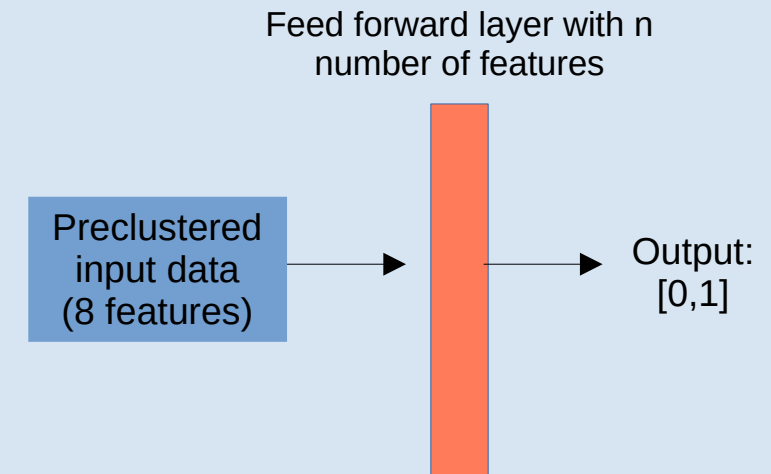 Feed forward layer with n
number of features
Preclustered
input data
(8 features)
Output:
[0,1]